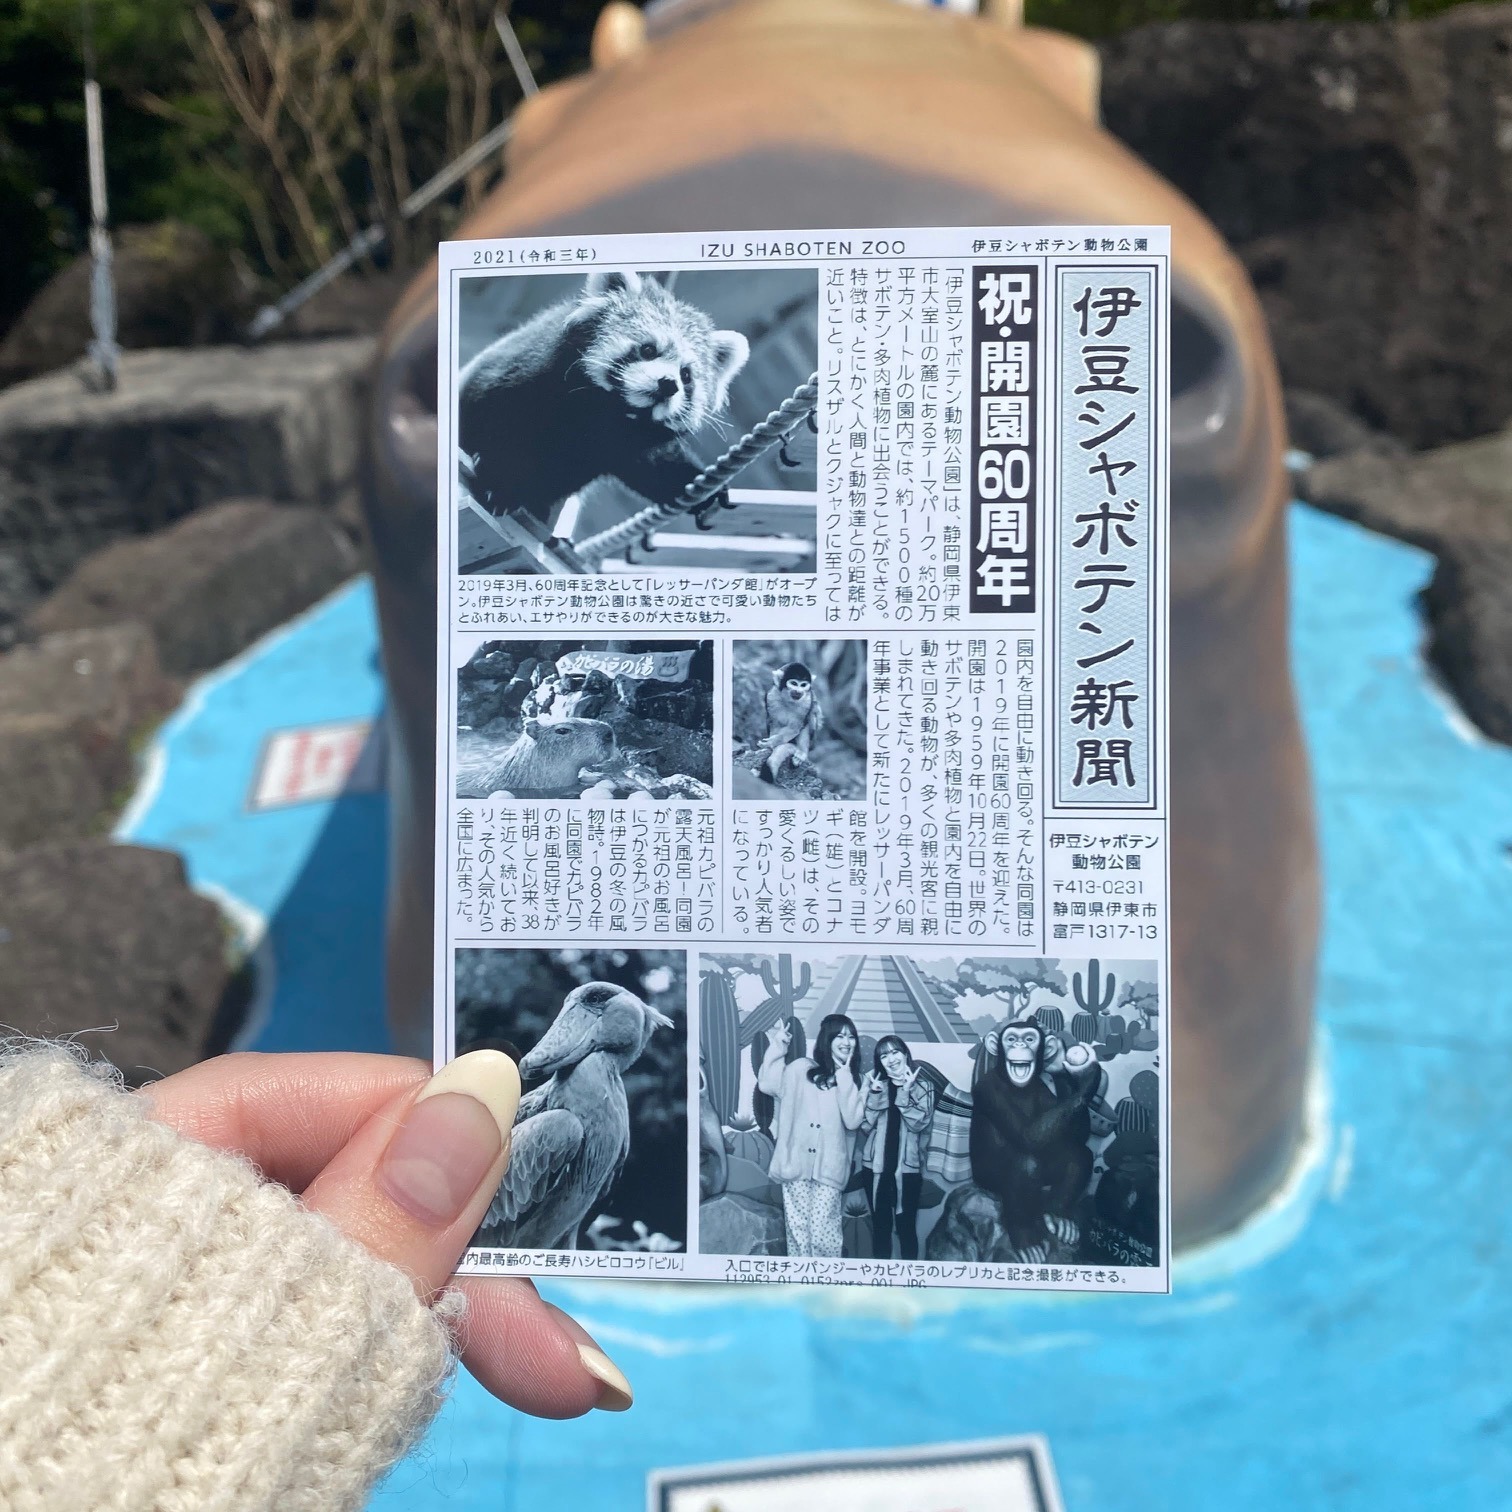 2021(令和三年)
IZU SHABOTEN ZOO
伊豆シャボテン動物公園
伊豆シャボテン新聞
伊豆シャボテン
動物公園
〒413-0231
静岡県伊東市
富戸1317-13
祝・開園60周年
「伊豆シャボテン動物公園」は、静岡県伊東
市大室山の麓にあるテーマパーク。約20万
平方メートルの園内では、約1500種の
サボテン・多肉植物に出会うことができる。
特徴は、とにかく人間と動物達との距離が
近いこと。リスザルとクジャクに至っては
2019年3月、60周年記念として「レッサーパンダ館」がオープ
ン。伊豆シャボテン動物公園は驚きの近さで可愛い動物たち
とふれあい、エサやりができるのが大きな魅力。
園内を自由に動き回る。そんな同園は
2019年に開園60周年を迎えた。
開園は1959年10月22日。世界の
サボテンや多肉植物と園内を自由に
動き回る動物が、多くの観光客に親
しまれてきた。2019年3月、60周
年事業として新たにレッサーパンダ
館を開設。ヨモ
ギ(雄)とコナ
ツ(雌)は、その
愛くるしい姿で
すっかり人気者
になっている。
カピバラの湯
元祖カピバラの
露天風呂!同園
が元祖のお風呂
につかるカピバラ
は伊豆の冬の風
物詩。1982年
に同園でカピバラ
のお風呂好きが
判明して以来、38
年近く続いてお
り、その人気から
全国に広まった。
内最高齢のご長寿ハシビロコウ「ビル」
カピバラの
入口ではチンパンジーやカピバラのレプリカと記念撮影ができる。